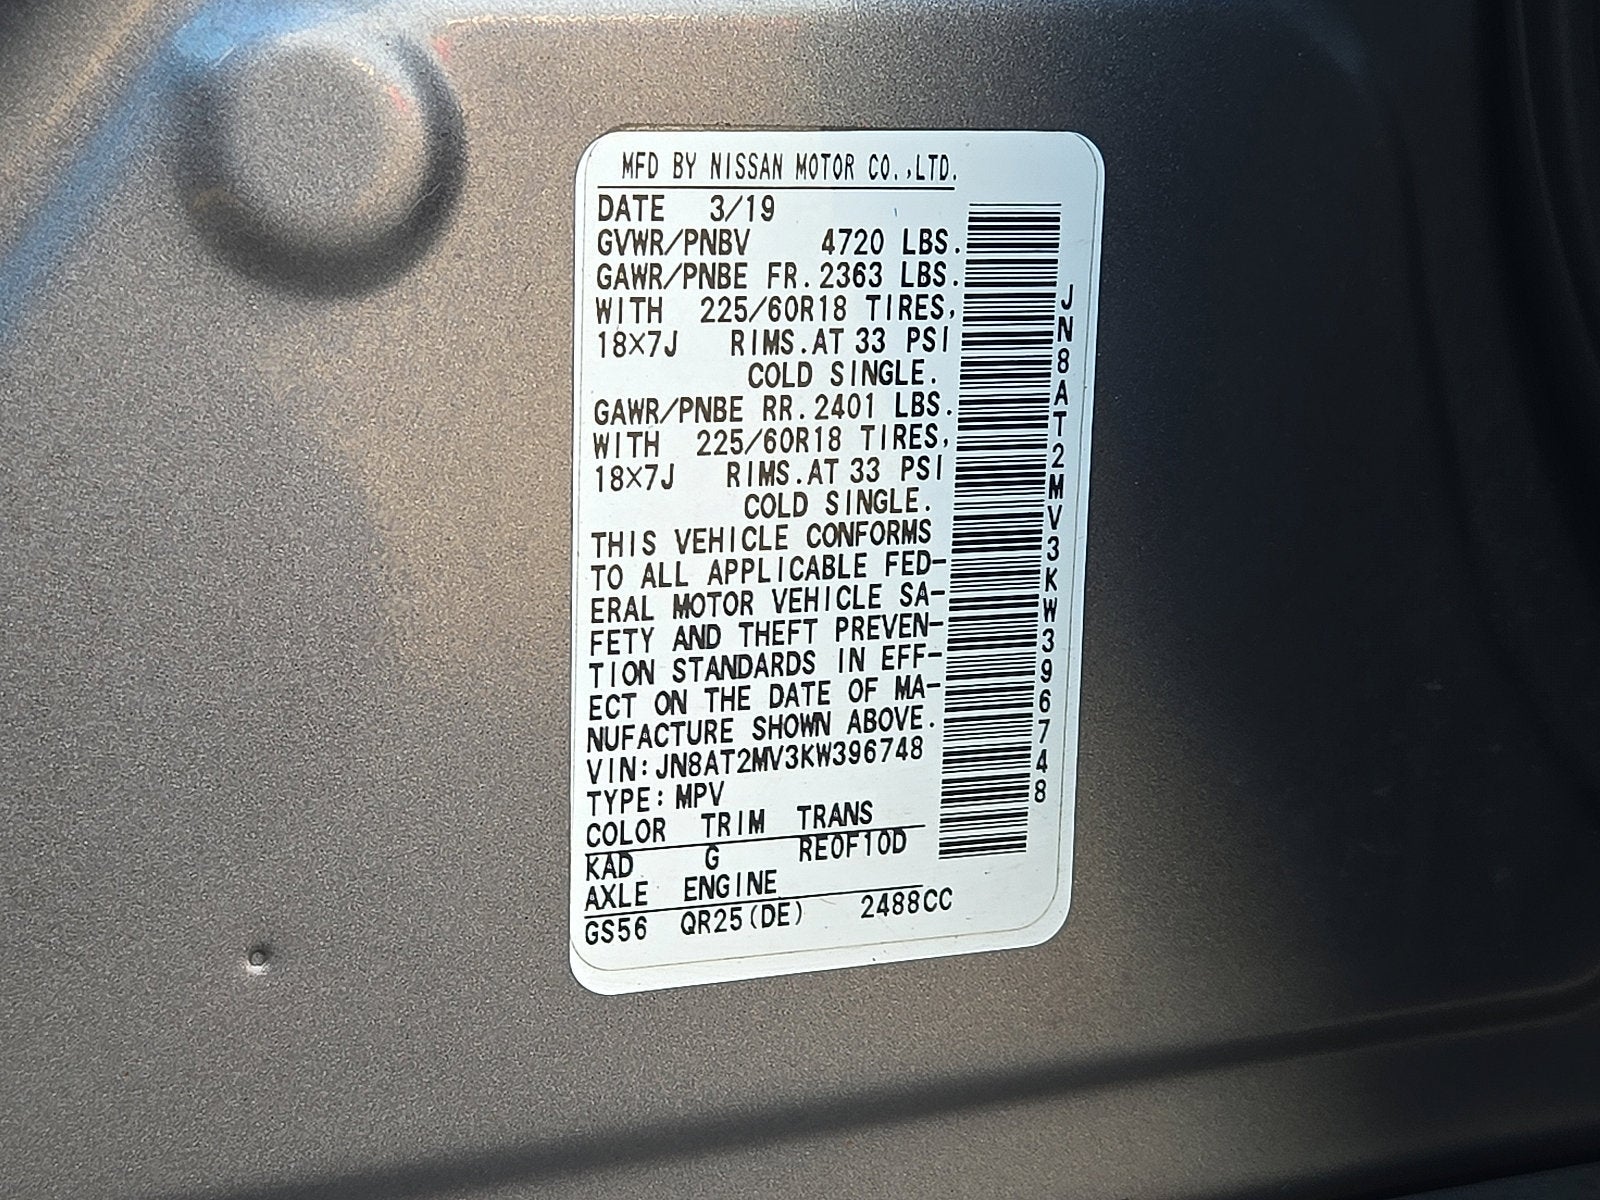 MFD BY NISSAN MOTOR CO.,LTD.
DATE 3/19
GVWR/PNBV 4720 LBS.
GAWR/PNBE FR.2363 LBS.
WITH 225/60R18 TIRES,
18×7J RIMS.AT 33 PSI
COLD SINGLE.
GAWR/PNBE RR.2401 LBS.
WITH 225/60R18 TIRES,
18×7J RIMS.AT 33 PSI
COLD SINGLE.
THIS VEHICLE CONFORMS
TO ALL APPLICABLE FED-
ERAL MOTOR VEHICLE SA-
FETY AND THEFT PREVEN-
TION STANDARDS IN EFF-
ECT ON THE DATE OF MA-
NUFACTURE SHOWN ABOVE.
VIN:JN8AT2MV3KW396748
TYPE:MPV
COLOR TRIM TRANS
KAD G RE0F10D
AXLE ENGINE
GS56 QR25(DE) 2488CC
JN8AT2MV3KW396748